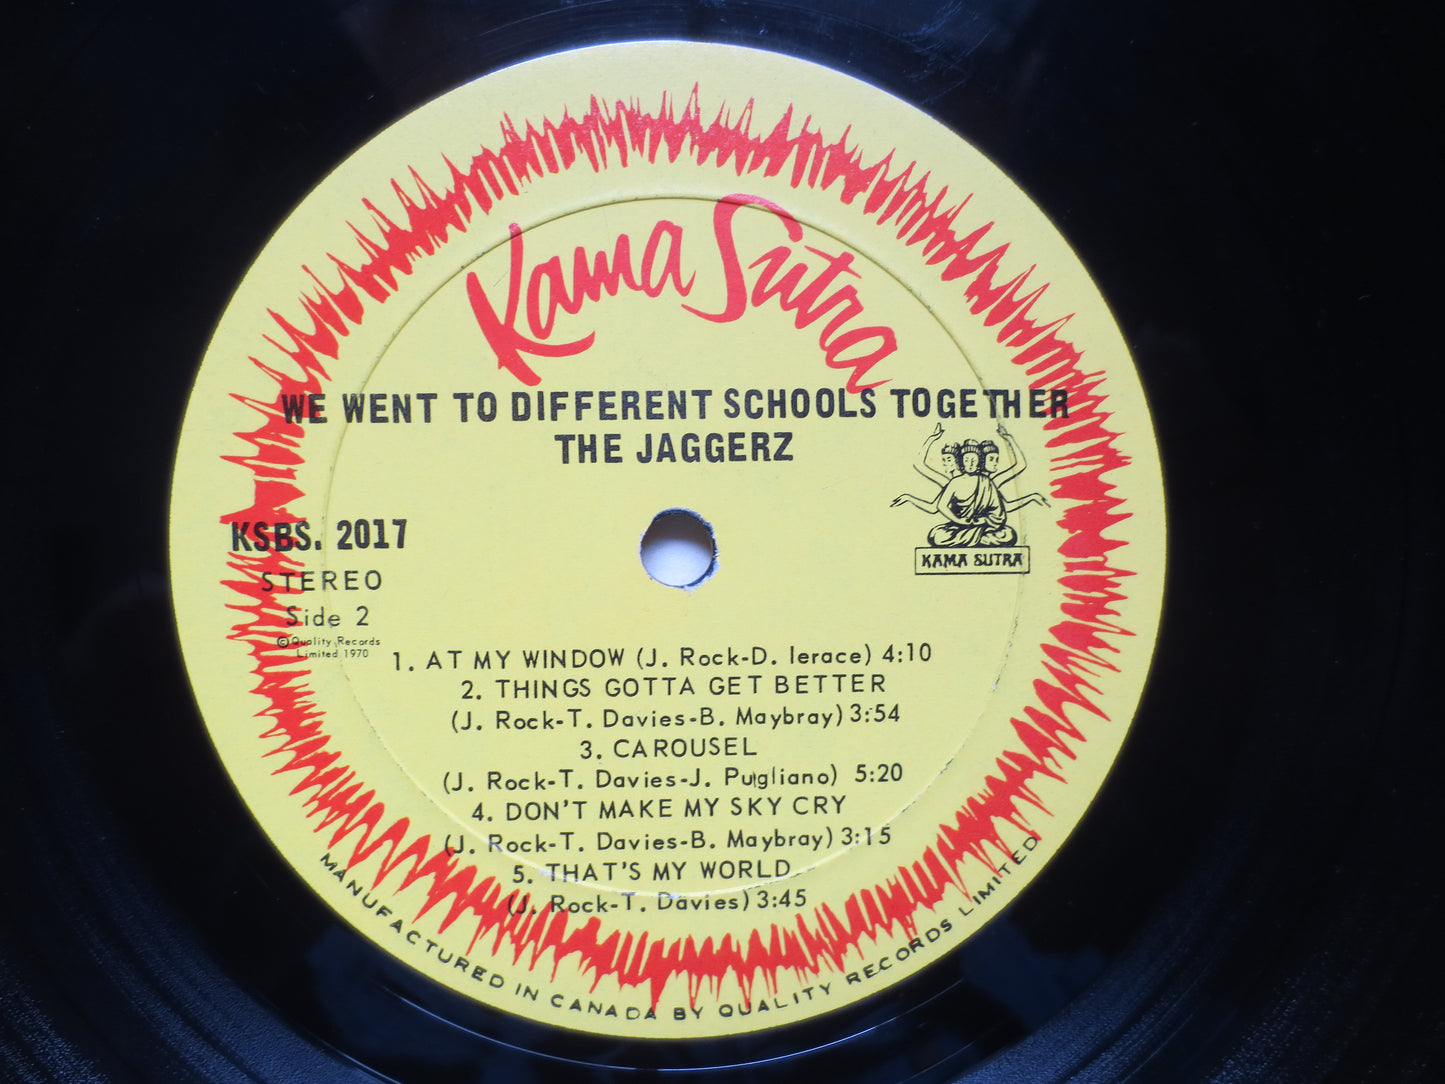 Kama Sutra
WE WENT TO DIFFERENT SCHOOLS TOGETHER
THE JAGGERZ
KAMA SUTRA
KSBS. 2017
STEREO
Side 2
©Quality Records
Limited 1970
1. AT MY WINDOW (J. Rock-D. Ierace) 4:10
2. THINGS GOTTA GET BETTER
(J. Rock-T. Davies-B. Maybray) 3:54
3. CAROUSEL
(J. Rock-T. Davies-J. Pugliano) 5:20
4. DON'T MAKE MY SKY CRY
(J. Rock-T. Davies-B. Maybray) 3:15
5. THAT'S MY WORLD
(J. Rock-T. Davies) 3:45
MANUFACTURED IN CANADA BY QUALITY RECORDS LIMITED